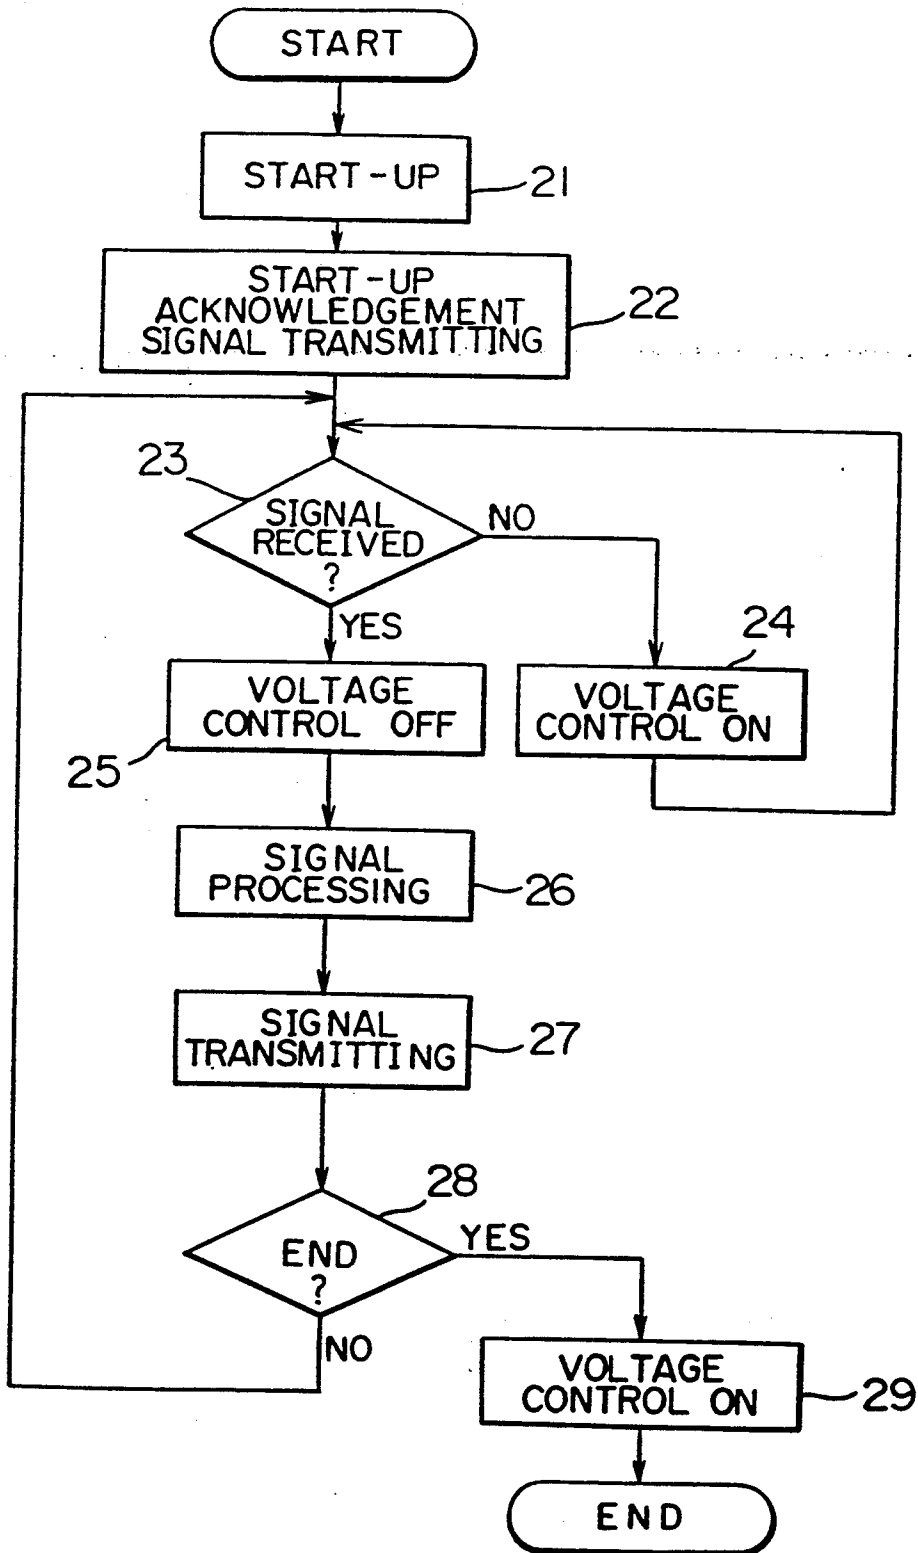 START
START-UP
21
START-UP
ACKNOWLEDGEMENT
SIGNAL TRANSMITTING
22
23
SIGNAL
RECEIVED
?
NO
YES
24
VOLTAGE
CONTROL OFF
25
VOLTAGE
CONTROL ON
SIGNAL
PROCESSING
26
SIGNAL
TRANSMITTING
27
28
END
?
YES
NO
VOLTAGE
CONTROL ON
29
END